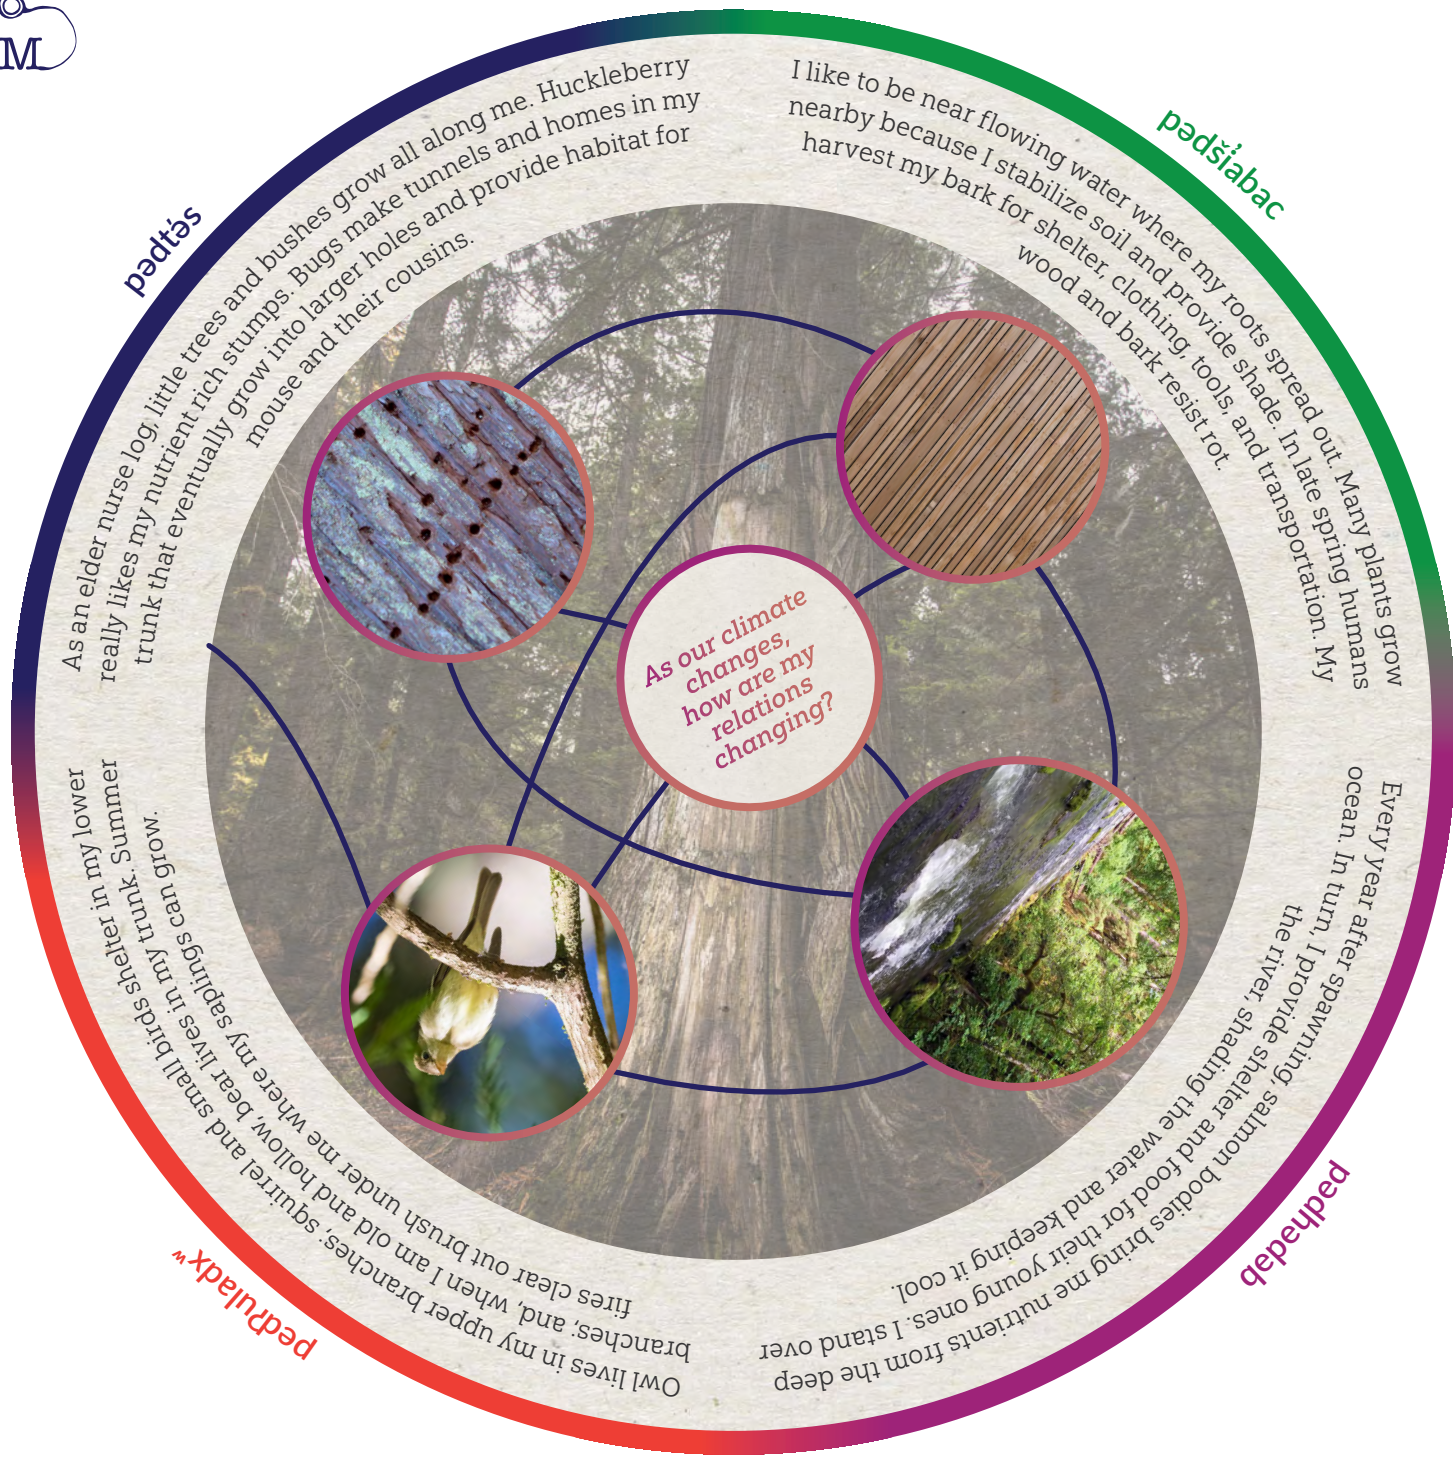 M
pədt̕əs
As an elder nurse log, little trees and bushes grow all along me. Huckleberry
really likes my nutrient rich stumps. Bugs make tunnels and homes in my
trunk that eventually grow into larger holes and provide habitat for
mouse and their cousins.
pədšiʼabac
I like to be near flowing water where my roots spread out. Many plants grow
nearby because I stabilize soil and provide shade. In late spring humans
harvest my bark for shelter, clothing, tools, and transportation. My
wood and bark resist rot.
pədhədəb
Every year after spawning, salmon bodies bring me nutrients from the deep
ocean. In turn, I provide shelter and food for their young ones. I stand over
the river, shading the water and keeping it cool.
pədƛ̕uladxʷ
Owl lives in my upper branches; squirrel and small birds shelter in my lower
branches; and, when I am old and hollow, bear lives in my trunk. Summer
fires clear out brush under me where my saplings can grow.
As our climate
changes,
how are my
relations
changing?